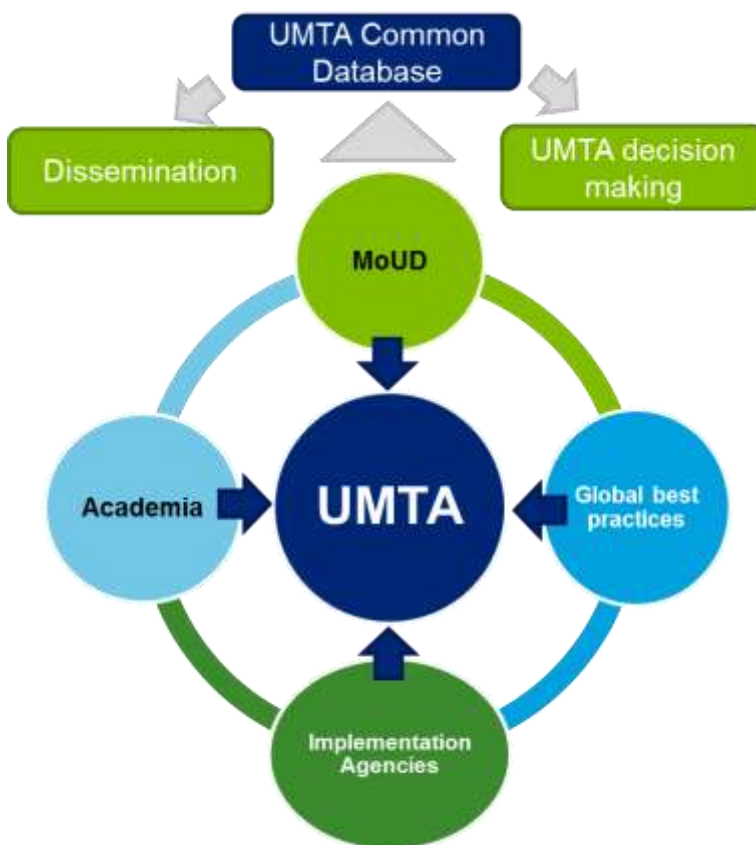 UMTA Common
Database
Dissemination
UMTA decision
making
MoUD
Academia
UMTA
Global best
practices
Implementation
Agencies